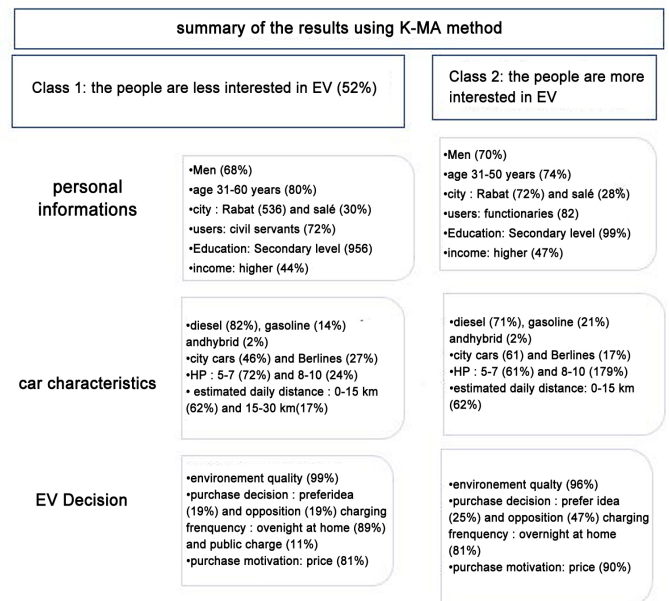 summary of the results using K-MA method
Class 1: the people are less interested in EV (52%)
Class 2: the people are more
interested in EV
personal
informations
•Men (68%)
•age 31-60 years (80%)
•city : Rabat (536) and salé (30%)
•users: civil servants (72%)
•Education: Secondary level (956)
•income: higher (44%)
•Men (70%)
•age 31-50 years (74%)
•city : Rabat (72%) and salé (28%)
•users: functionaries (82)
•Education: Secondary level (99%)
•income: higher (47%)
car characteristics
•diesel (82%), gasoline (14%)
andhybrid (2%)
•city cars (46%) and Berlines (27%)
•HP : 5-7 (72%) and 8-10 (24%)
• estimated daily distance : 0-15 km
(62%) and 15-30 km(17%)
•diesel (71%), gasoline (21%)
andhybrid (2%)
•city cars (61) and Berlines (17%)
•HP : 5-7 (61%) and 8-10 (179%)
•estimated daily distance: 0-15 km
(62%)
EV Decision
•environement quality (99%)
•purchase decision : preferidea
(19%) and opposition (19%) charging
frenquency : overnight at home (89%)
and public charge (11%)
•purchase motivation: price (81%)
•environement qualty (96%)
•purchase decision : prefer idea
(25%) and opposition (47%) charging
frenquency : overnight at home
(81%)
•purchase motivation: price (90%)